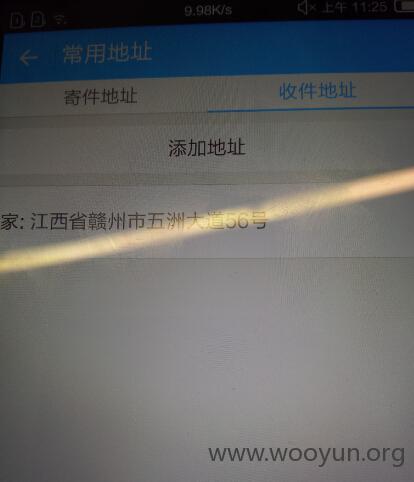 9.98K/s 上午 11:25
常用地址
寄件地址 收件地址
添加地址
家: 江西省赣州市五洲大道56号
www.wooyun.org